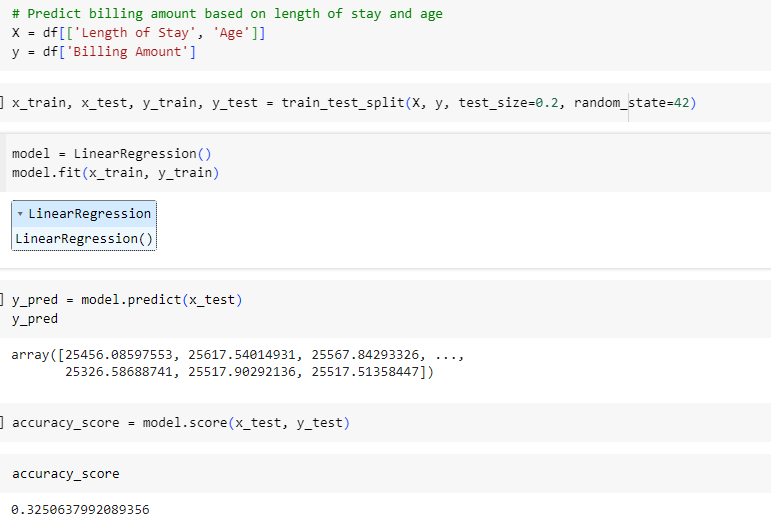 # Predict billing amount based on length of stay and age
X = df[['Length of Stay', 'Age']]
y = df['Billing Amount']
] x_train, x_test, y_train, y_test = train_test_split(X, y, test_size=0.2, random_state=42)
model = LinearRegression()
model.fit(x_train, y_train)
▾ LinearRegression
LinearRegression()
] y_pred = model.predict(x_test)
y_pred
array([25456.08597553, 25617.54014931, 25567.84293326, ...,
25326.58688741, 25517.90292136, 25517.51358447])
] accuracy_score = model.score(x_test, y_test)
accuracy_score
0.3250637992089356